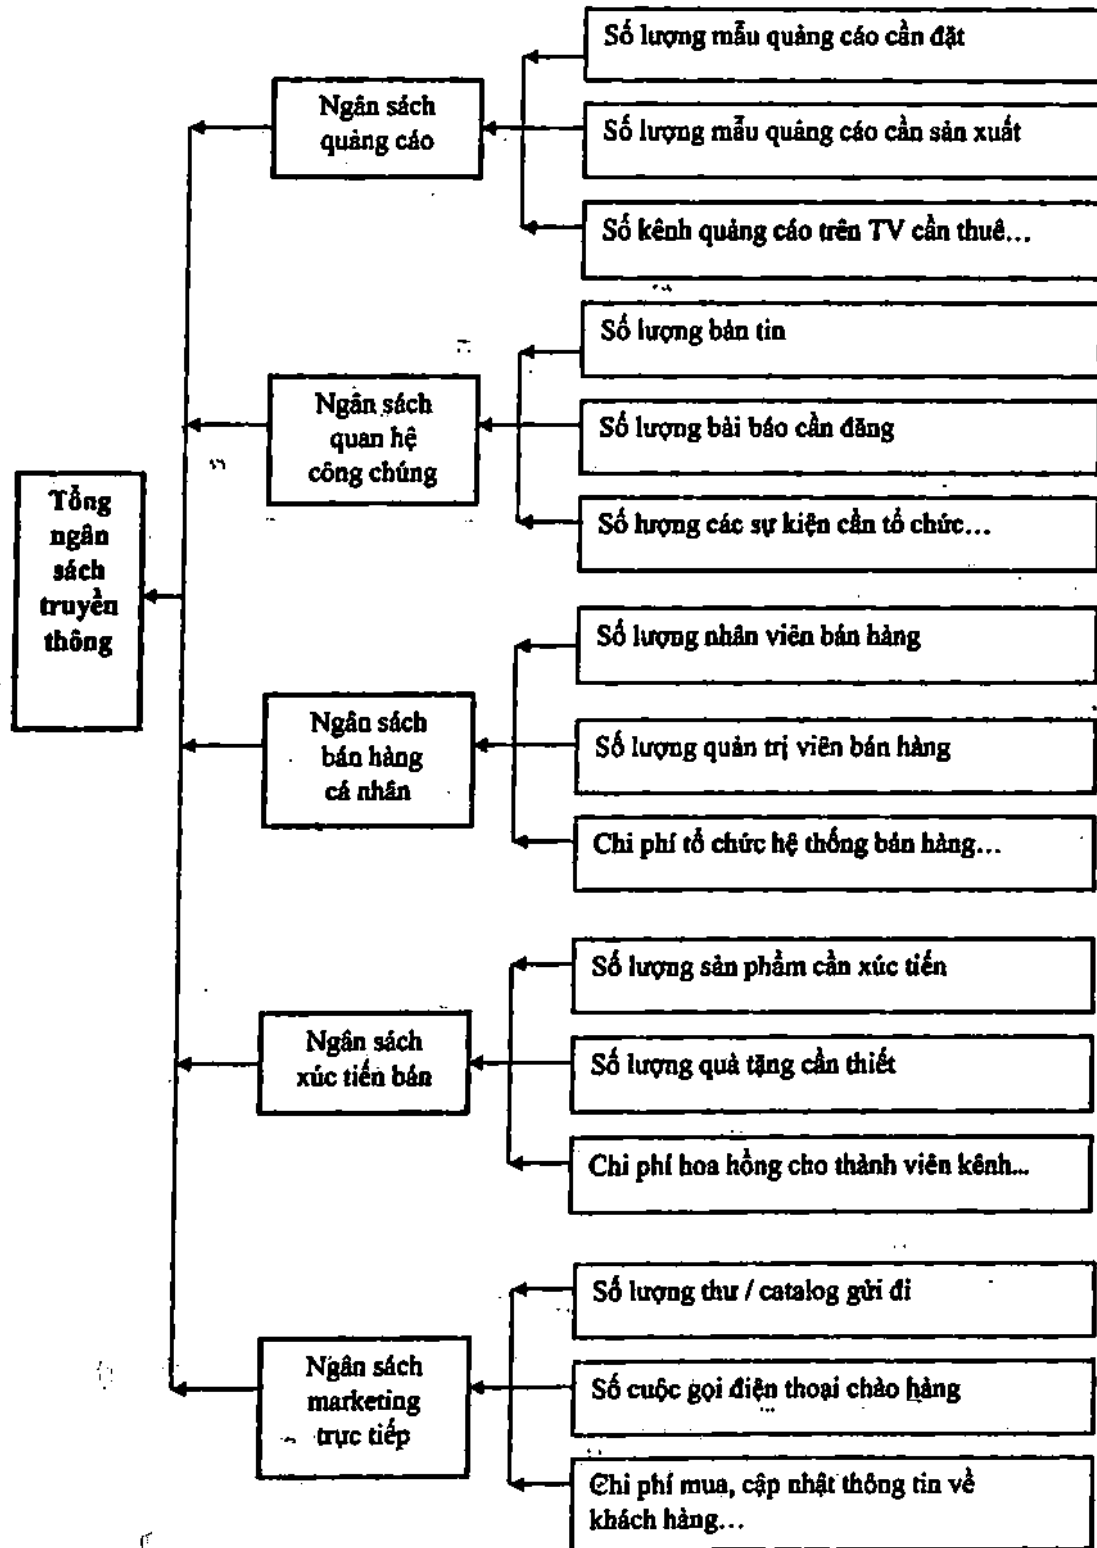 Số lượng mẫu quảng cáo cần đặt
Ngân sách
quảng cáo
Số lượng mẫu quảng cáo cần sản xuất
Số kênh quảng cáo trên TV cần thuê...
Số lượng bản tin
Ngân sách
quan hệ
công chúng
Số lượng bài báo cần đăng
Số lượng các sự kiện cần tổ chức...
Tổng
ngân
sách
truyền
thông
Số lượng nhân viên bán hàng
Ngân sách
bán hàng
cá nhân
Số lượng quản trị viên bán hàng
Chi phí tổ chức hệ thống bán hàng...
Số lượng sản phẩm cần xúc tiến
Ngân sách
xúc tiến bán
Số lượng quà tặng cần thiết
Chi phí hoa hồng cho thành viên kênh...
Số lượng thư / catalog gửi đi
Ngân sách
marketing
trực tiếp
Số cuộc gọi điện thoại chào hàng
Chi phí mua, cập nhật thông tin về
khách hàng...